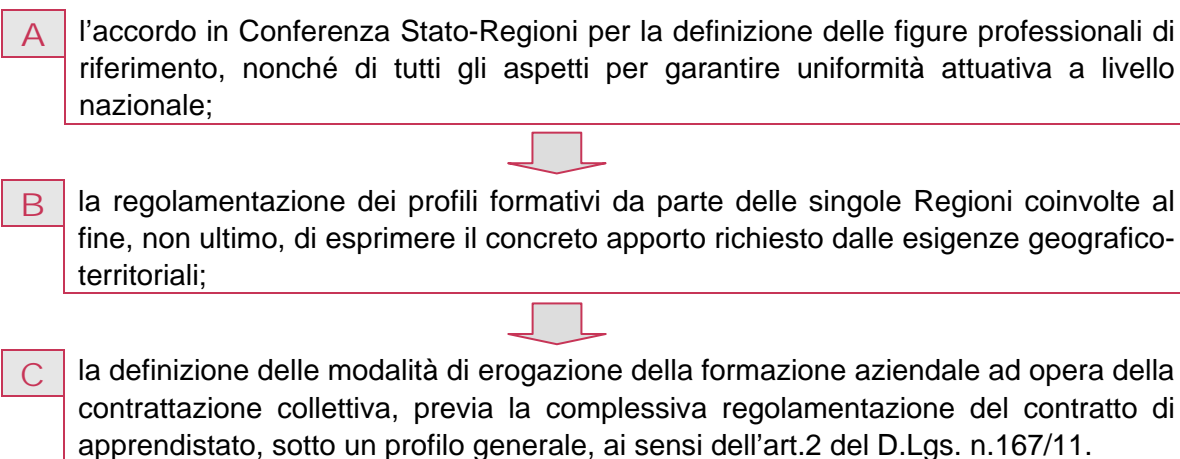 A l’accordo in Conferenza Stato-Regioni per la definizione delle figure professionali di
riferimento, nonché di tutti gli aspetti per garantire uniformità attuativa a livello
nazionale;
B la regolamentazione dei profili formativi da parte delle singole Regioni coinvolte al
fine, non ultimo, di esprimere il concreto apporto richiesto dalle esigenze geografico-
territoriali;
C la definizione delle modalità di erogazione della formazione aziendale ad opera della
contrattazione collettiva, previa la complessiva regolamentazione del contratto di
apprendistato, sotto un profilo generale, ai sensi dell’art.2 del D.Lgs. n.167/11.